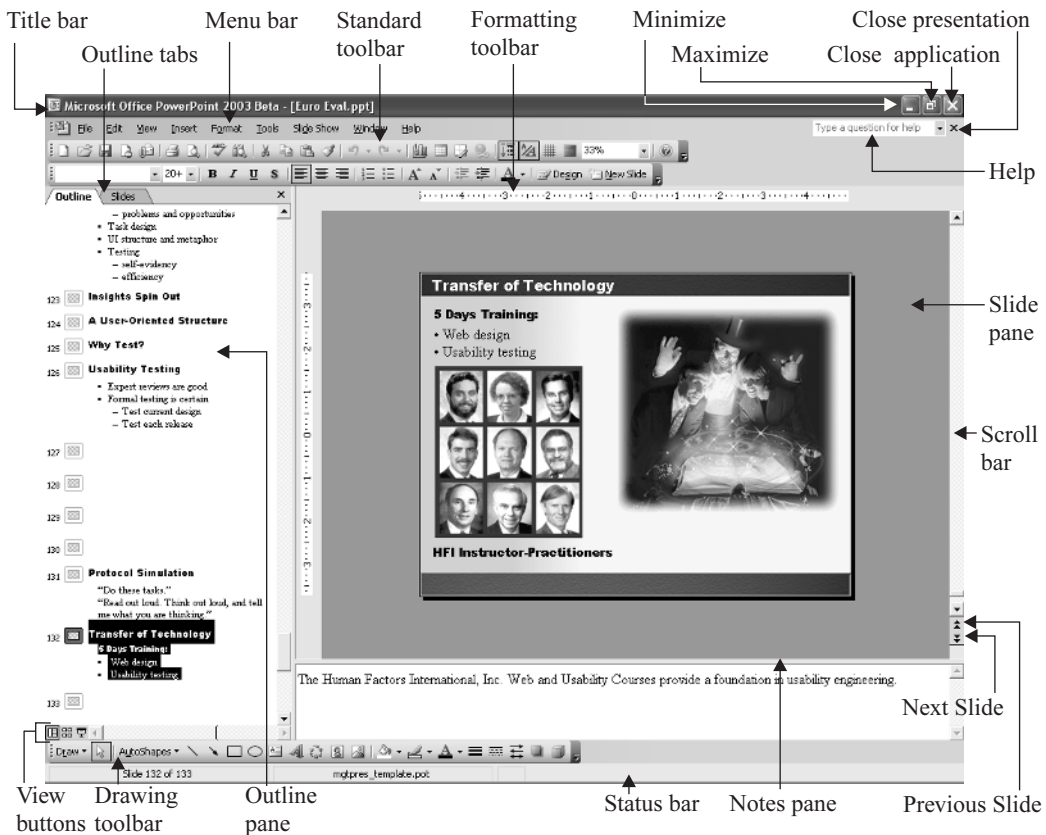 Title bar
Menu bar
Standard
toolbar
Formatting
toolbar
Minimize
Close presentation
Outline tabs
Maximize
Close application
Microsoft Office PowerPoint 2003 Beta - [Euro Eval.ppt]
File Edit View Insert Format Tools Slide Show Window Help
Type a question for help
33%
Help
20+ B I U S
Design New Slide
Outline Slides
– problems and opportunities
• Task design
• UI structure and metaphor
• Testing
– self-evidency
– efficiency
123 Insights Spin Out
124 A User-Oriented Structure
125 Why Test?
126 Usability Testing
• Expert reviews are good
• Formal testing is certain
– Test current design
– Test each release
127
128
129
130
131 Protocol Simulation
“Do these tasks.”
“Read out loud. Think out loud, and tell
me what you are thinking.”
132 Transfer of Technology
5 Days Training:
• Web design
• Usability testing
133
Transfer of Technology
5 Days Training:
• Web design
• Usability testing
HFI Instructor-Practitioners
Slide
pane
Scroll
bar
The Human Factors International, Inc. Web and Usability Courses provide a foundation in usability engineering.
Next Slide
Draw AutoShapes
Slide 132 of 133
mgtpres_template.pot
View
buttons
Drawing
toolbar
Outline
pane
Status bar
Notes pane
Previous Slide